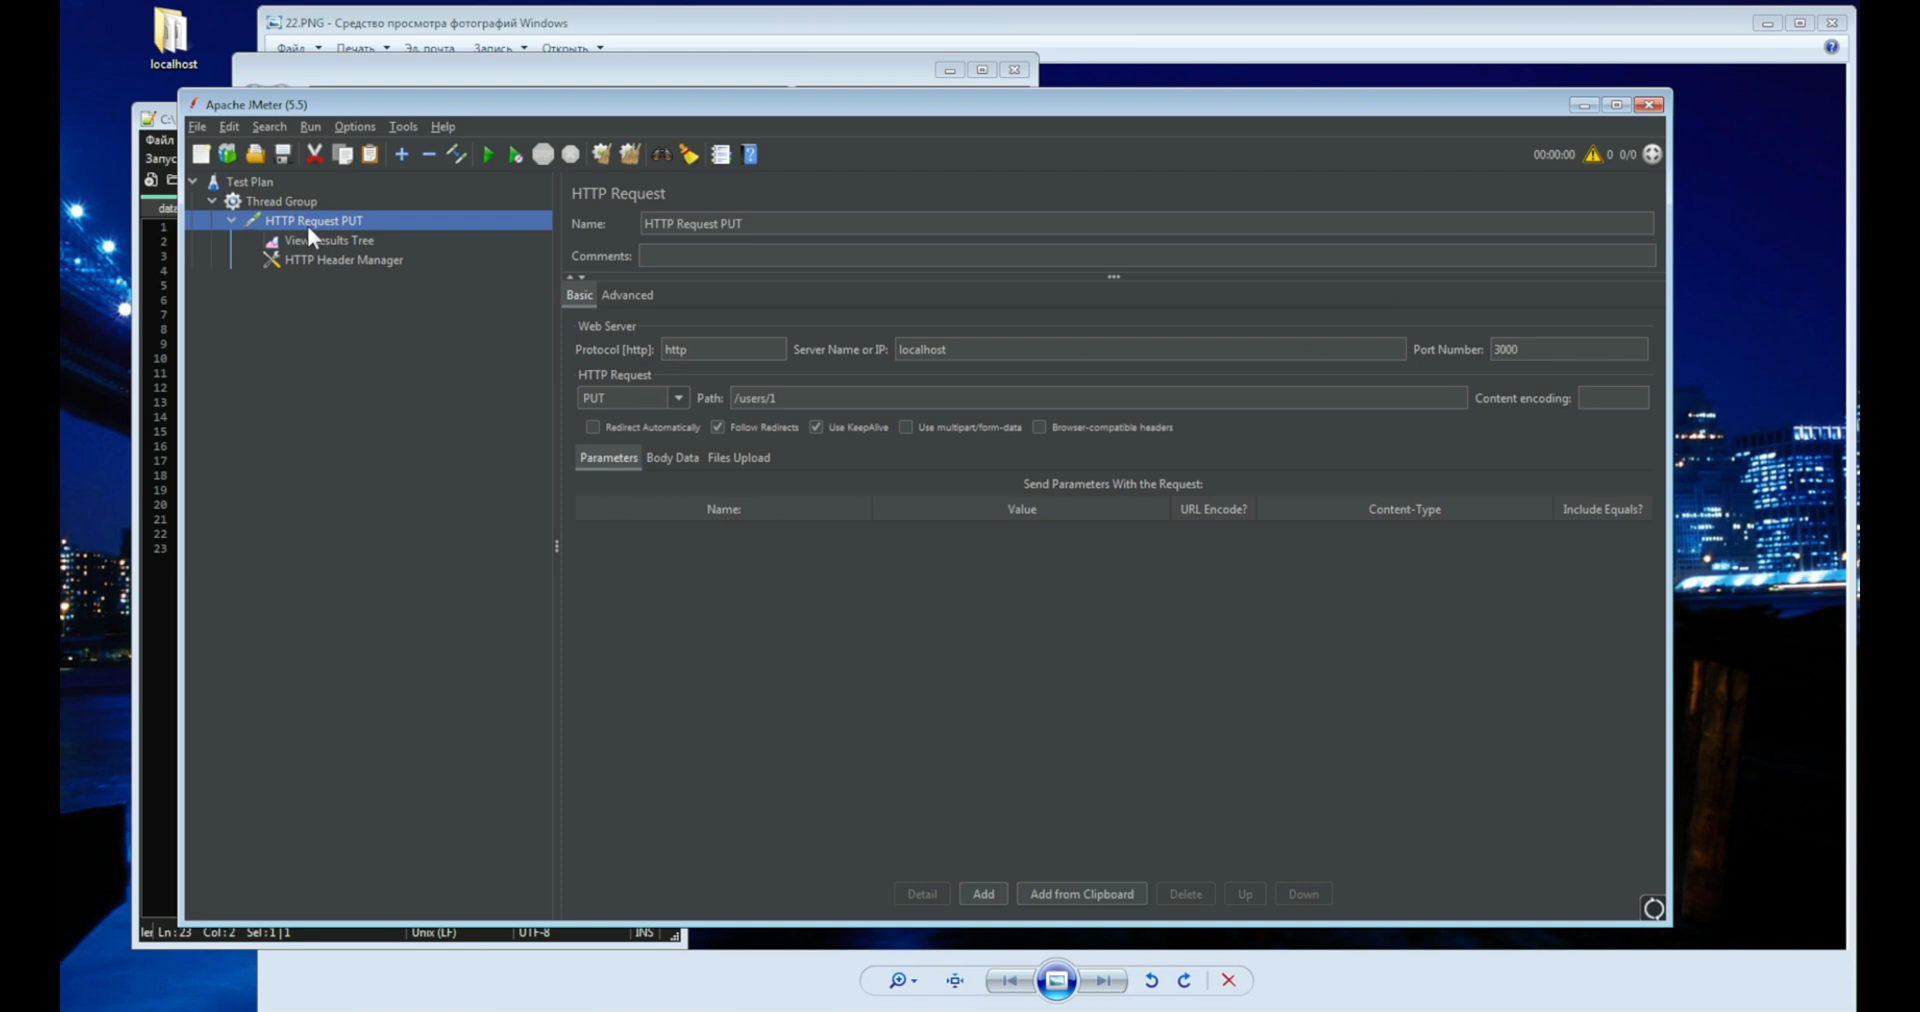 localhost
22.PNG - Средство просмотра фотографий Windows
Файл Печать Эл. почта Запись Открыть
C:\
Файл
Запус
data
1
2
3
4
5
6
7
8
9
10
11
12
13
14
15
16
17
18
19
20
21
22
23
Ln:23 Col:2 Sel:1|1 Unix (LF) UTF-8 INS
Apache JMeter (5.5)
File Edit Search Run Options Tools Help
00:00:00 0 0/0
Test Plan
Thread Group
HTTP Request PUT
View Results Tree
HTTP Header Manager
HTTP Request
Name: HTTP Request PUT
Comments:
Basic Advanced
Web Server
Protocol [http]: http Server Name or IP: localhost Port Number: 3000
HTTP Request
PUT Path: /users/1 Content encoding:
Redirect Automatically Follow Redirects Use KeepAlive Use multipart/form-data Browser-compatible headers
Parameters Body Data Files Upload
Send Parameters With the Request:
Name: Value URL Encode? Content-Type Include Equals?
Detail Add Add from Clipboard Delete Up Down